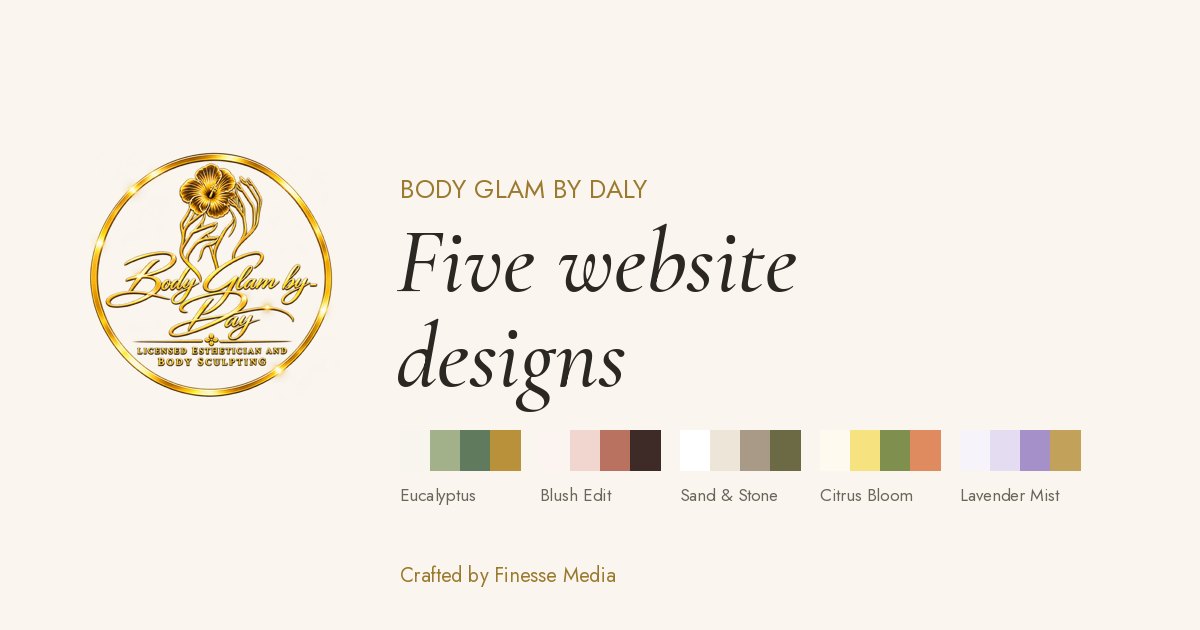 Body Glam by-
Day
LICENSED ESTHETICIAN AND
BODY SCULPTING
BODY GLAM BY DALY
Five website
designs
Eucalyptus
Blush Edit
Sand & Stone
Citrus Bloom
Lavender Mist
Crafted by Finesse Media